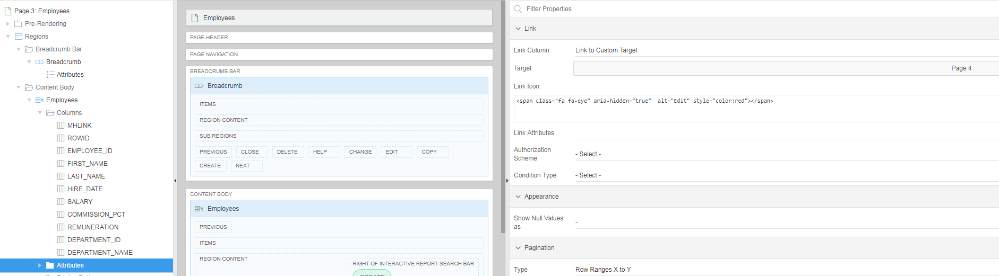 Page 3: Employees
Pre-Rendering
Regions
Breadcrumb Bar
Breadcrumb
Attributes
Content Body
Employees
Columns
MHLINK
ROWID
EMPLOYEE_ID
FIRST_NAME
LAST_NAME
HIRE_DATE
SALARY
COMMISSION_PCT
REMUNERATION
DEPARTMENT_ID
DEPARTMENT_NAME
Attributes
Employees
PAGE HEADER
PAGE NAVIGATION
BREADCRUMB BAR
Breadcrumb
ITEMS
REGION CONTENT
SUB REGIONS
PREVIOUS CLOSE DELETE HELP CHANGE EDIT COPY
CREATE NEXT
CONTENT BODY
Employees
PREVIOUS
ITEMS
REGION CONTENT
RIGHT OF INTERACTIVE REPORT SEARCH BAR
CREATE
Filter Properties
Link
Link Column Link to Custom Target
Target Page 4
Link Icon
<span class="fa fa-eye" aria-hidden="true"  alt="Edit" style="color:red"></span>
Link Attributes
Authorization
Scheme - Select -
Condition Type - Select -
Appearance
Show Null Values
as -
Pagination
Type Row Ranges X to Y